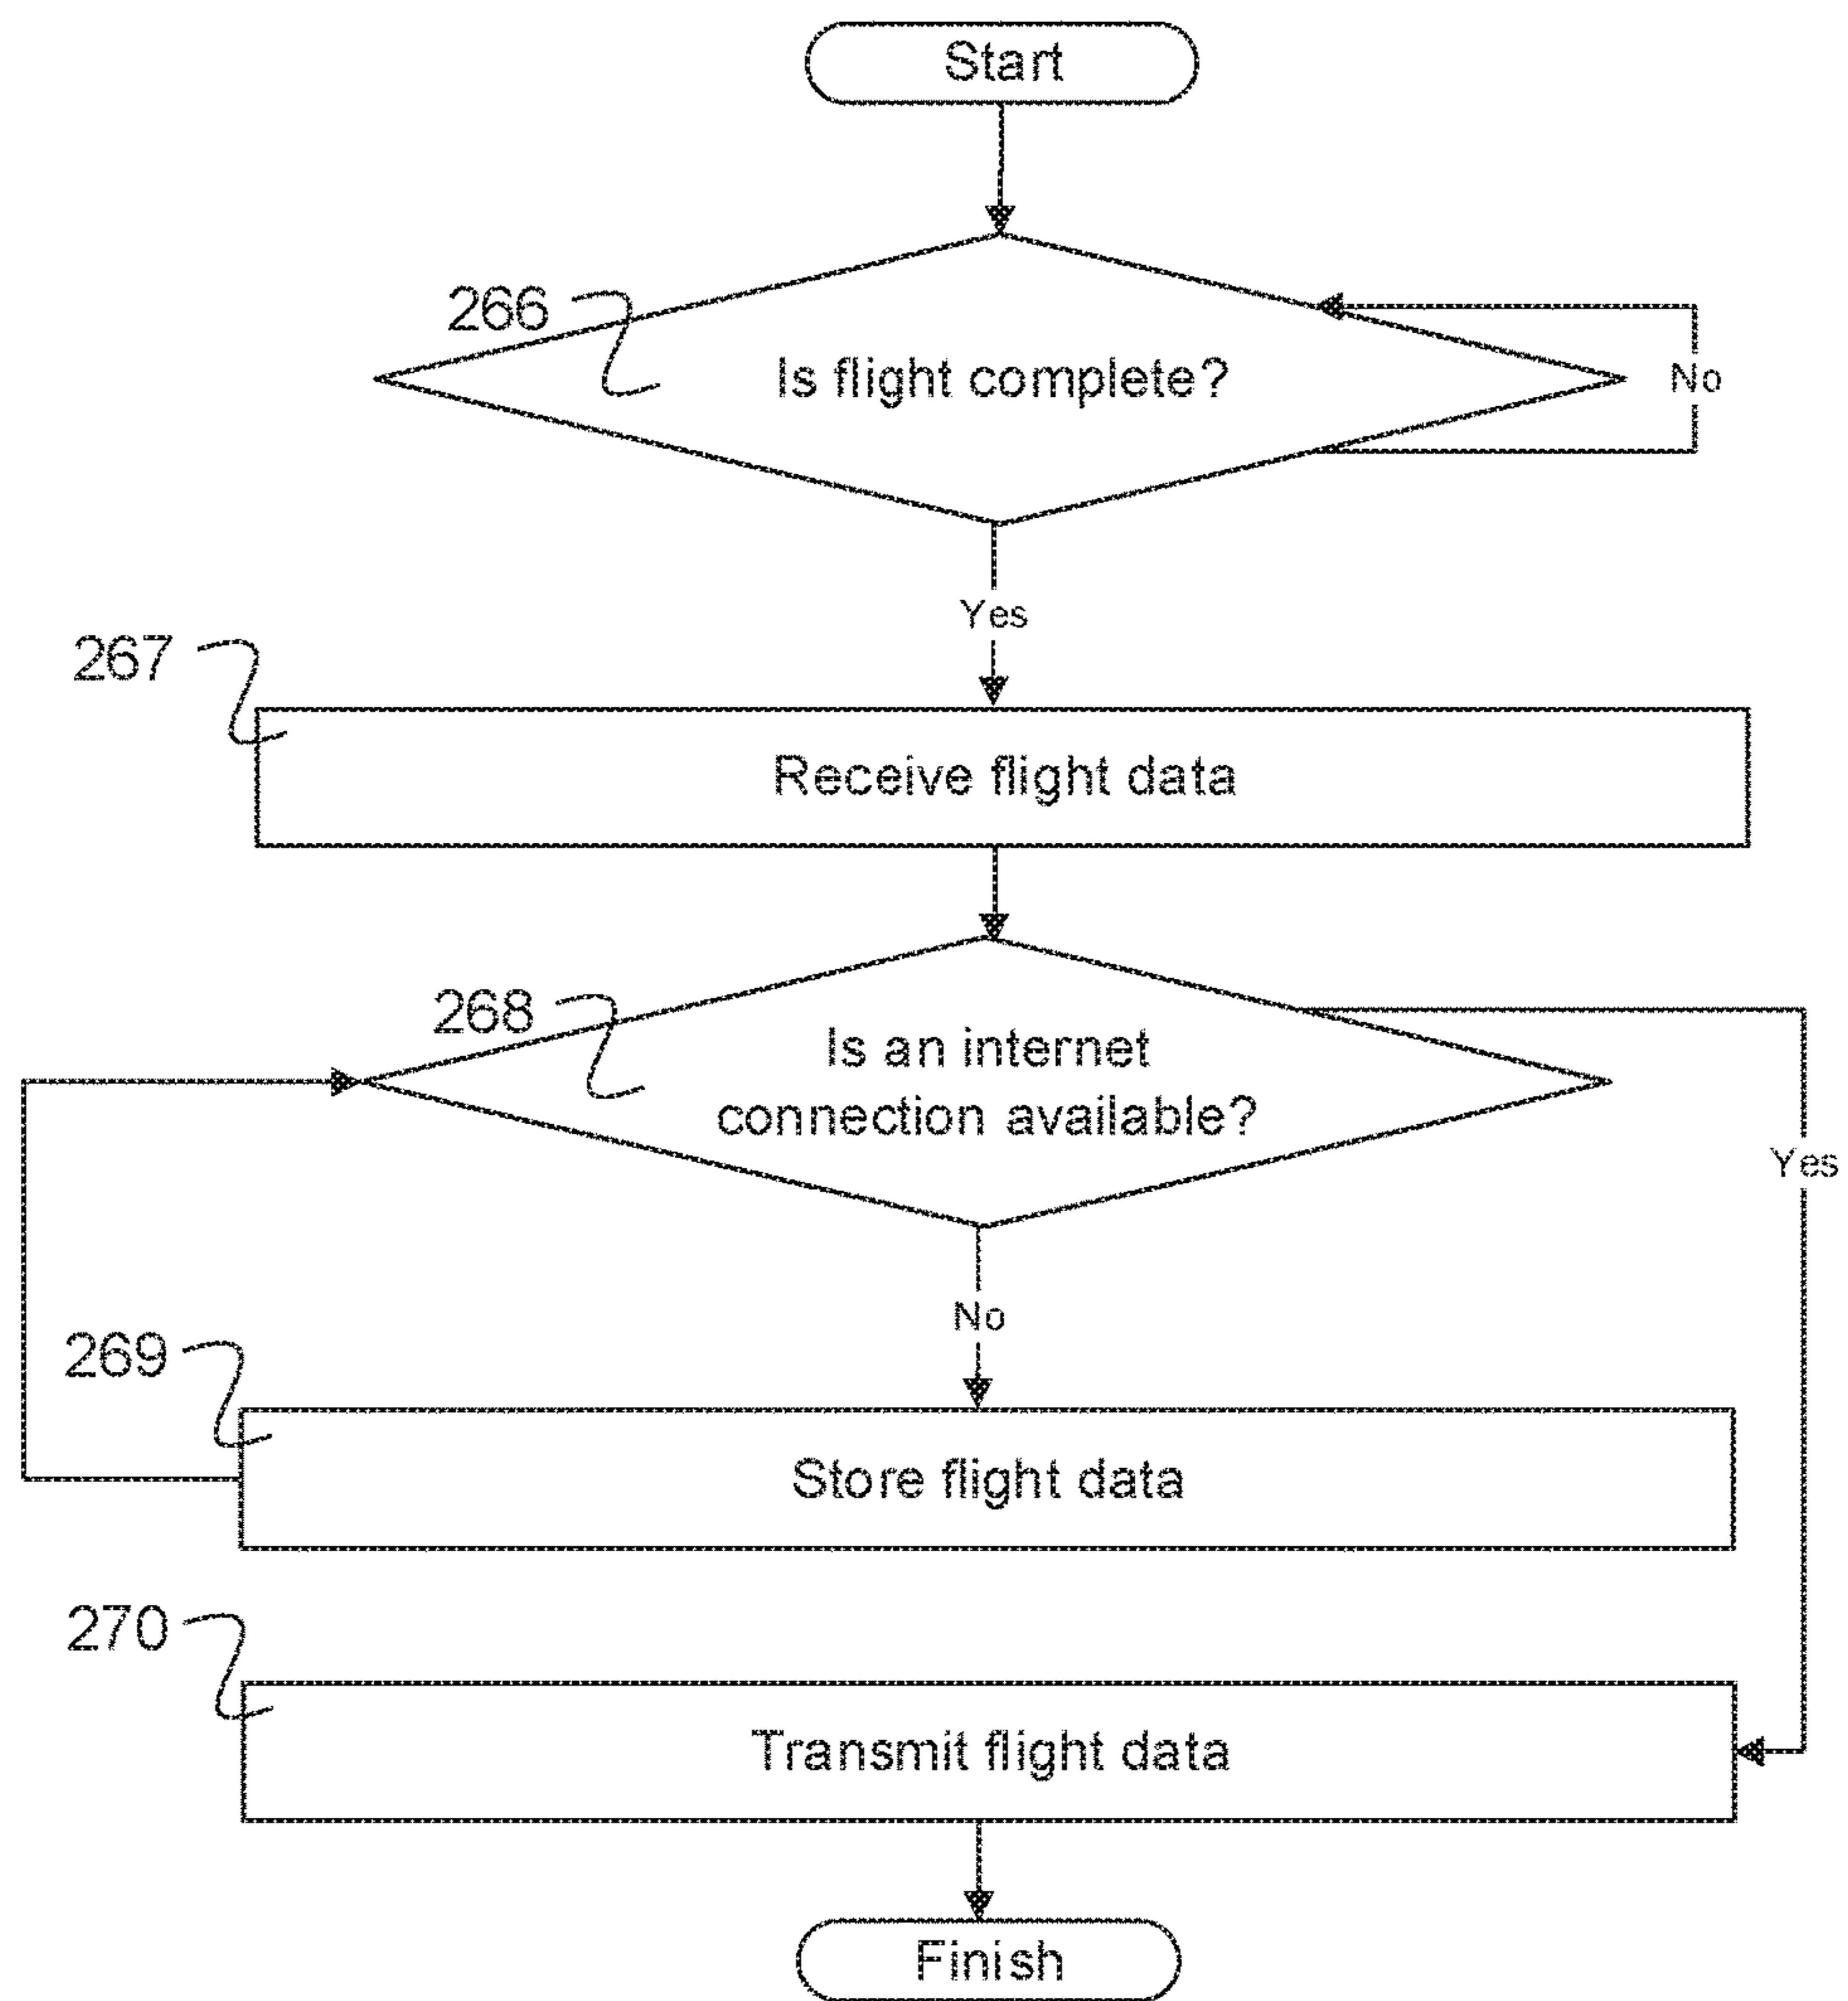 Start
266
Is flight complete?
No
Yes
267
Receive flight data
268
Is an internet
connection available?
Yes
No
269
Store flight data
270
Transmit flight data
Finish